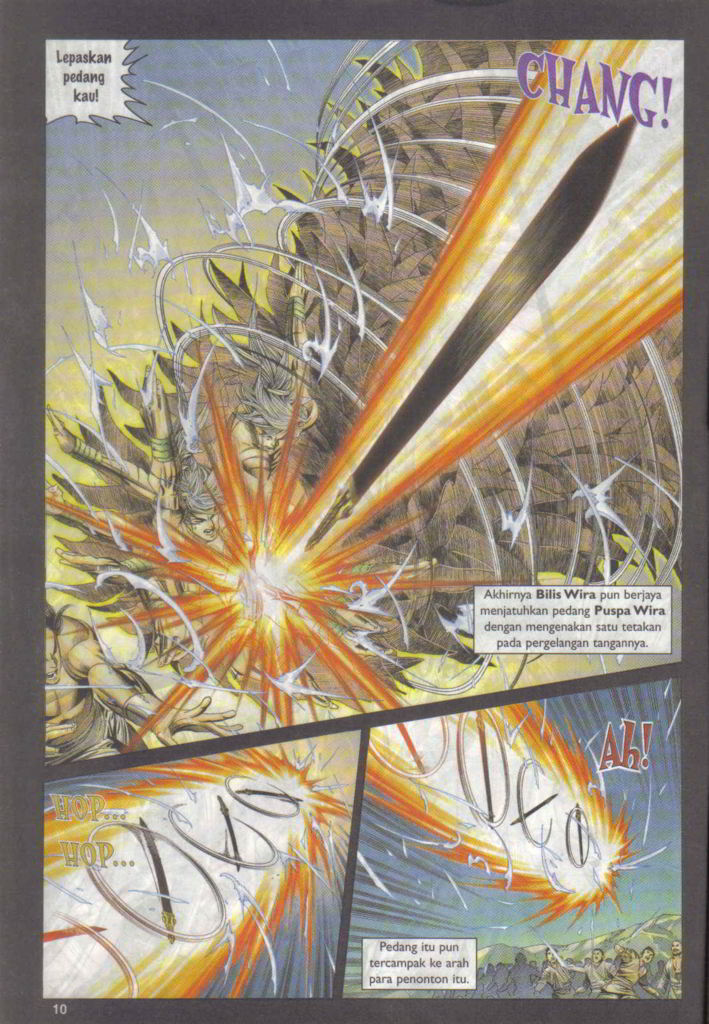 Lepaskan
pedang
kau!
CHANG!
Akhirnya Bilis Wira pun berjaya
menjatuhkan pedang Puspa Wira
dengan mengenakan satu tetakan
pada pergelangan tangannya.
HOP...
HOP...
Ah!
Pedang itu pun
tercampak ke arah
para penonton itu.
10